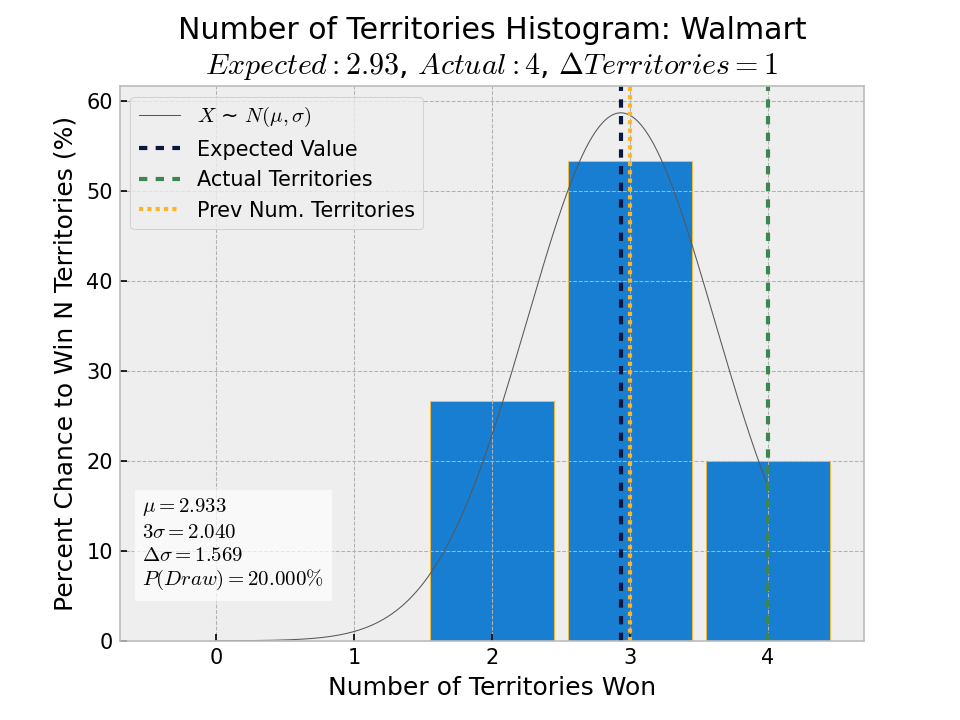 Number of Territories Histogram: Walmart
Expected : 2.93, Actual : 4, ΔTerritories = 1
X ~ N(μ, σ)
Expected Value
Actual Territories
Prev Num. Territories
Percent Chance to Win N Territories (%)
60
50
40
30
20
10
0
μ = 2.933
3σ = 2.040
Δσ = 1.569
P(Draw) = 20.000%
0 1 2 3 4
Number of Territories Won